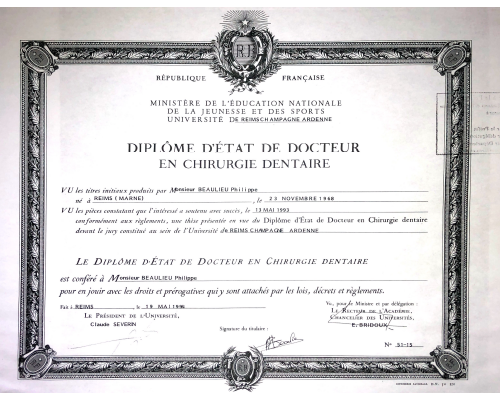 RF
RÉPUBLIQUE FRANÇAISE
MINISTÈRE DE L'ÉDUCATION NATIONALE
DE LA JEUNESSE ET DES SPORTS
UNIVERSITÉ DE REIMS CHAMPAGNE ARDENNE
DIPLÔME D'ÉTAT DE DOCTEUR
EN CHIRURGIE DENTAIRE
VU les titres initiaux produits par Monsieur BEAULIEU Philippe
né à REIMS (MARNE) , le 23 NOVEMBRE 1968
VU les pièces constatant que l'intéressé a soutenu avec succès, le 13 MAI 1993
conformément aux règlements, une thèse présentée en vue du Diplôme d'État de Docteur en Chirurgie dentaire
devant le jury constitué au sein de l'Université de REIMS CHAMPAGNE ARDENNE
LE DIPLÔME D'ÉTAT DE DOCTEUR EN CHIRURGIE DENTAIRE
est conféré à Monsieur BEAULIEU Philippe
pour en jouir avec les droits et prérogatives qui y sont attachés par les lois, décrets et règlements.
Fait à REIMS le 19 MAI
LE PRÉSIDENT DE L'UNIVERSITÉ,
Claude SEVERIN
Signature du titulaire :
Vu, pour le Ministre et par délégation :
LE RECTEUR DE L'ACADÉMIE,
CHANCELIER DES UNIVERSITÉS,
E. BRIDOUX
N° 51-15